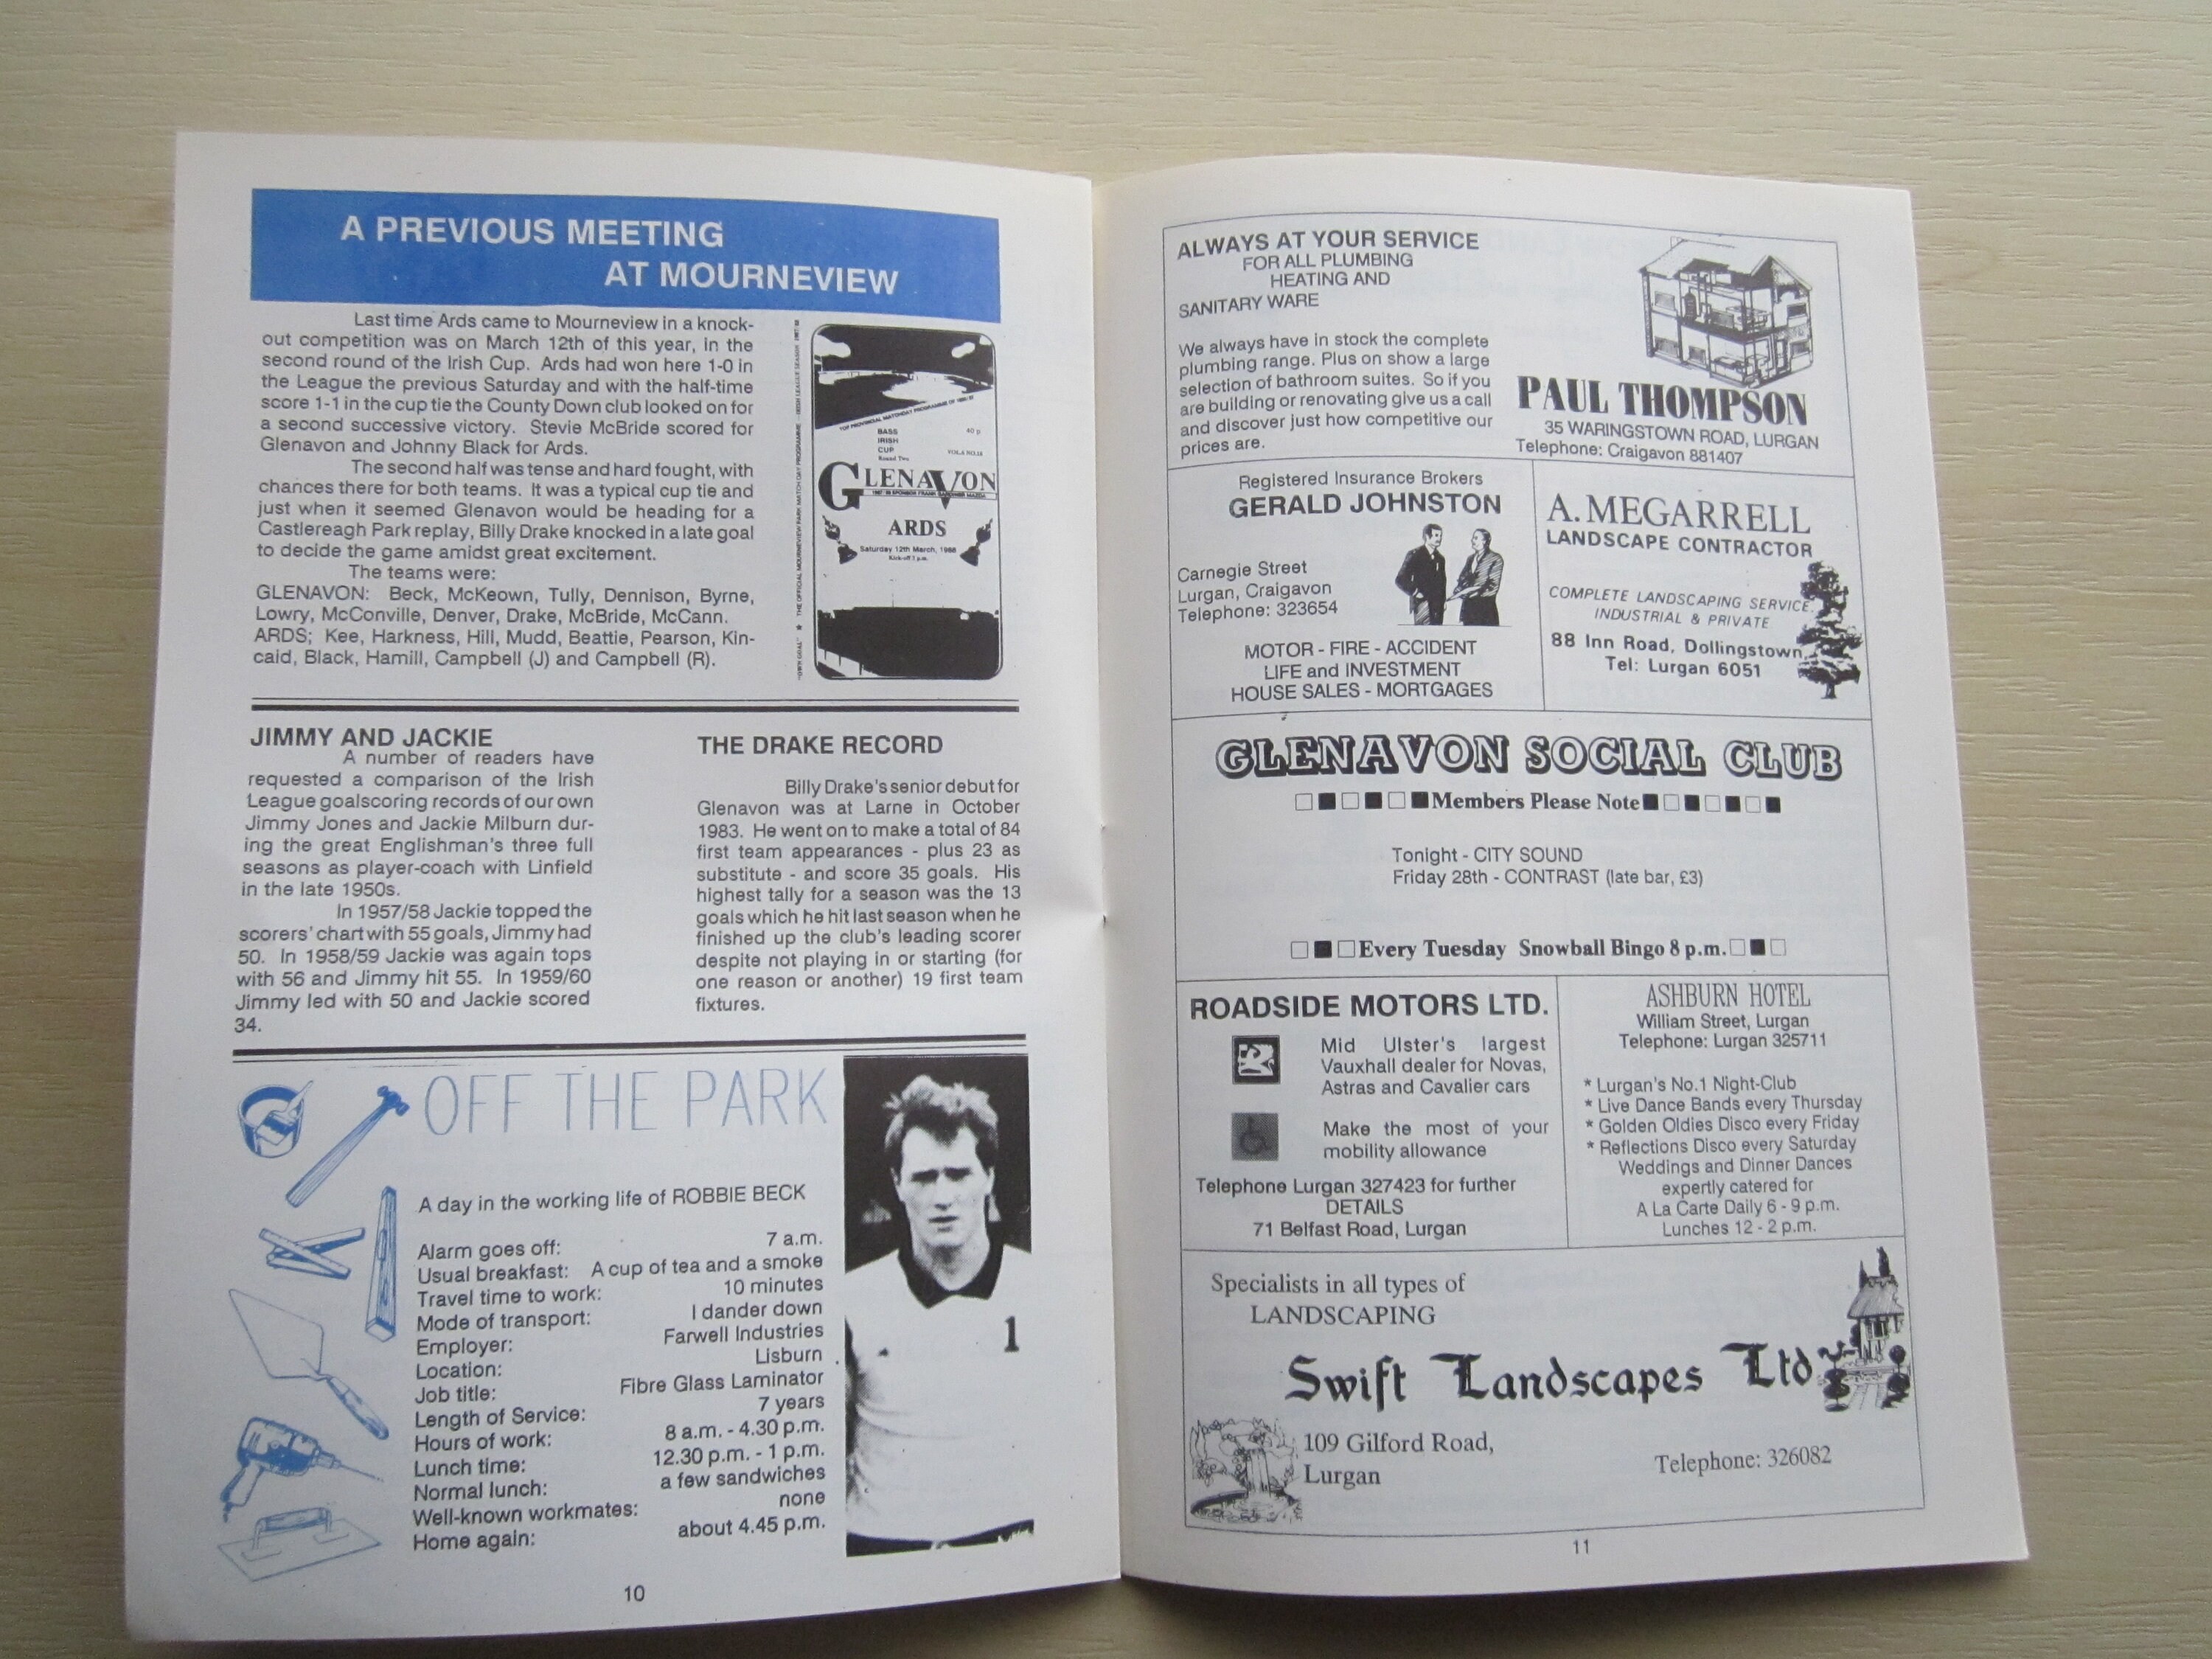 A PREVIOUS MEETING
AT MOURNEVIEW
Last time Ards came to Mourneview in a knock-
out competition was on March 12th of this year, in the
second round of the Irish Cup. Ards had won here 1-0 in
the League the previous Saturday and with the half-time
score 1-1 in the cup tie the County Down club looked on for
a second successive victory. Stevie McBride scored for
Glenavon and Johnny Black for Ards.
The second half was tense and hard fought, with
chances there for both teams. It was a typical cup tie and
just when it seemed Glenavon would be heading for a
Castlereagh Park replay, Billy Drake knocked in a late goal
to decide the game amidst great excitement.
The teams were:
GLENAVON: Beck, McKeown, Tully, Dennison, Byrne,
Lowry, McConville, Denver, Drake, McBride, McCann.
ARDS; Kee, Harkness, Hill, Mudd, Beattie, Pearson, Kin-
caid, Black, Hamill, Campbell (J) and Campbell (R).
BASS
IRISH
CUP
Round Two
40 p
VOL.6 NO.18
GLENAVON
ARDS
Saturday 12th March, 1988
Kick-off 3 p.m.
JIMMY AND JACKIE
A number of readers have
requested a comparison of the Irish
League goalscoring records of our own
Jimmy Jones and Jackie Milburn dur-
ing the great Englishman's three full
seasons as player-coach with Linfield
in the late 1950s.
In 1957/58 Jackie topped the
scorers' chart with 55 goals, Jimmy had
50. In 1958/59 Jackie was again tops
with 56 and Jimmy hit 55. In 1959/60
Jimmy led with 50 and Jackie scored
34.
THE DRAKE RECORD
Billy Drake's senior debut for
Glenavon was at Larne in October
1983. He went on to make a total of 84
first team appearances - plus 23 as
substitute - and score 35 goals. His
highest tally for a season was the 13
goals which he hit last season when he
finished up the club's leading scorer
despite not playing in or starting (for
one reason or another) 19 first team
fixtures.
OFF THE PARK
A day in the working life of ROBBIE BECK
Alarm goes off: 7 a.m.
Usual breakfast: A cup of tea and a smoke
Travel time to work: 10 minutes
Mode of transport: I dander down
Employer: Farwell Industries
Location: Lisburn
Job title: Fibre Glass Laminator
Length of Service: 7 years
Hours of work: 8 a.m. - 4.30 p.m.
Lunch time: 12.30 p.m. - 1 p.m.
Normal lunch: a few sandwiches
Well-known workmates: none
Home again: about 4.45 p.m.
1
10
ALWAYS AT YOUR SERVICE
FOR ALL PLUMBING
HEATING AND
SANITARY WARE
We always have in stock the complete
plumbing range. Plus on show a large
selection of bathroom suites. So if you
are building or renovating give us a call
and discover just how competitive our
prices are.
PAUL THOMPSON
35 WARINGSTOWN ROAD, LURGAN
Telephone: Craigavon 881407
Registered Insurance Brokers
GERALD JOHNSTON
Carnegie Street
Lurgan, Craigavon
Telephone: 323654
MOTOR - FIRE - ACCIDENT
LIFE and INVESTMENT
HOUSE SALES - MORTGAGES
A. MEGARRELL
LANDSCAPE CONTRACTOR
COMPLETE LANDSCAPING SERVICE,
INDUSTRIAL & PRIVATE
88 Inn Road, Dollingstown,
Tel: Lurgan 6051
GLENAVON SOCIAL CLUB
Members Please Note
Tonight - CITY SOUND
Friday 28th - CONTRAST (late bar, £3)
Every Tuesday Snowball Bingo 8 p.m.
ROADSIDE MOTORS LTD.
Mid Ulster's largest
Vauxhall dealer for Novas,
Astras and Cavalier cars
Make the most of your
mobility allowance
Telephone Lurgan 327423 for further
DETAILS
71 Belfast Road, Lurgan
ASHBURN HOTEL
William Street, Lurgan
Telephone: Lurgan 325711
* Lurgan's No.1 Night-Club
* Live Dance Bands every Thursday
* Golden Oldies Disco every Friday
* Reflections Disco every Saturday
Weddings and Dinner Dances
expertly catered for
A La Carte Daily 6 - 9 p.m.
Lunches 12 - 2 p.m.
Specialists in all types of
LANDSCAPING
Swift Landscapes Ltd
109 Gilford Road,
Lurgan
Telephone: 326082
11